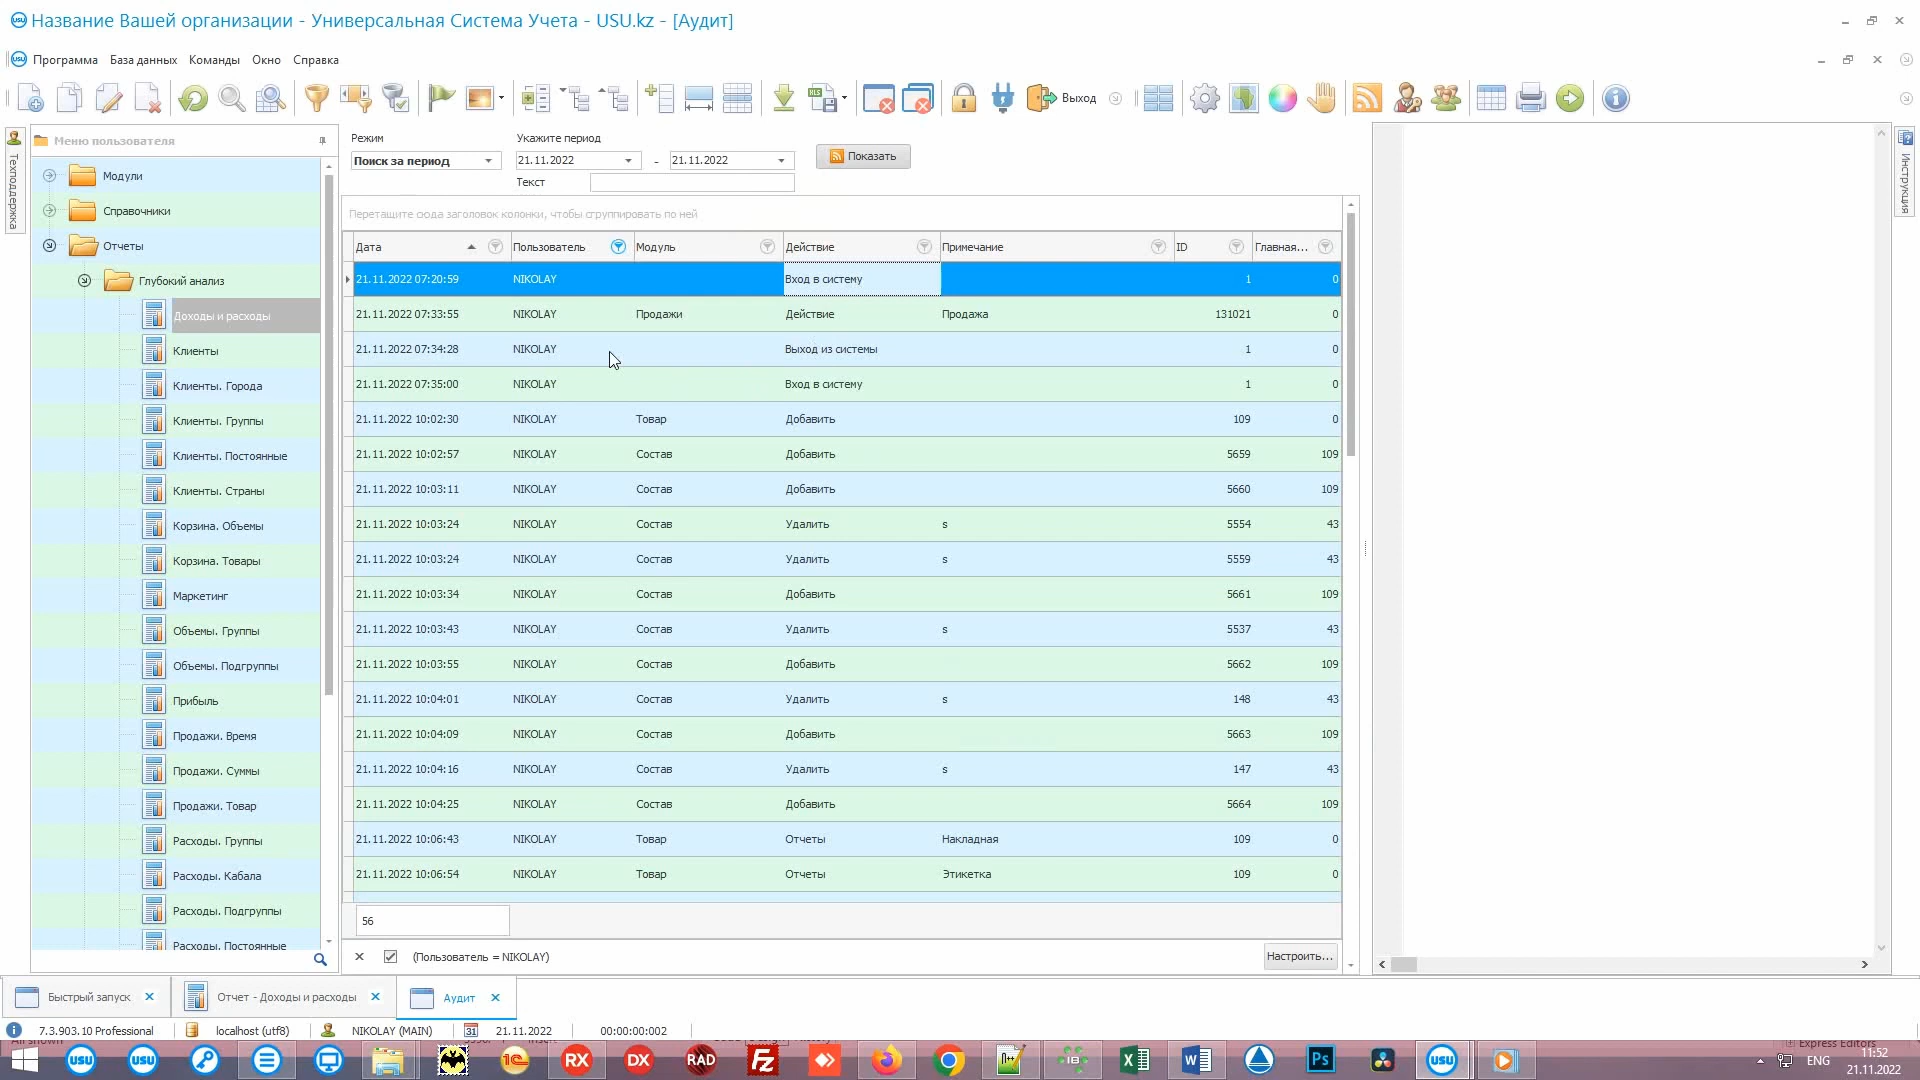 Название Вашей организации - Универсальная Система Учета - USU.kz - [Аудит]
Программа База данных Команды Окно Справка
Выход
Техподдержка
Меню пользователя
Модули
Справочники
Отчеты
Глубокий анализ
Доходы и расходы
Клиенты
Клиенты. Города
Клиенты. Группы
Клиенты. Постоянные
Клиенты. Страны
Корзина. Объемы
Корзина. Товары
Маркетинг
Объемы. Группы
Объемы. Подгруппы
Прибыль
Продажи. Время
Продажи. Суммы
Продажи. Товар
Расходы. Группы
Расходы. Кабала
Расходы. Подгруппы
Расходы. Постоянные
Режим
Поиск за период
Укажите период
21.11.2022 - 21.11.2022
Показать
Текст
Перетащите сюда заголовок колонки, чтобы сгруппировать по ней
Дата Пользователь Модуль Действие Примечание ID Главная...
21.11.2022 07:20:59 NIKOLAY Вход в систему 1 0
21.11.2022 07:33:55 NIKOLAY Продажи Действие Продажа 131021 0
21.11.2022 07:34:28 NIKOLAY Выход из системы 1 0
21.11.2022 07:35:00 NIKOLAY Вход в систему 1 0
21.11.2022 10:02:30 NIKOLAY Товар Добавить 109 0
21.11.2022 10:02:57 NIKOLAY Состав Добавить 5659 109
21.11.2022 10:03:11 NIKOLAY Состав Добавить 5660 109
21.11.2022 10:03:24 NIKOLAY Состав Удалить s 5554 43
21.11.2022 10:03:24 NIKOLAY Состав Удалить s 5559 43
21.11.2022 10:03:34 NIKOLAY Состав Добавить 5661 109
21.11.2022 10:03:43 NIKOLAY Состав Удалить s 5537 43
21.11.2022 10:03:55 NIKOLAY Состав Добавить 5662 109
21.11.2022 10:04:01 NIKOLAY Состав Удалить s 148 43
21.11.2022 10:04:09 NIKOLAY Состав Добавить 5663 109
21.11.2022 10:04:16 NIKOLAY Состав Удалить s 147 43
21.11.2022 10:04:25 NIKOLAY Состав Добавить 5664 109
21.11.2022 10:06:43 NIKOLAY Товар Отчеты Накладная 109 0
21.11.2022 10:06:54 NIKOLAY Товар Отчеты Этикетка 109 0
56
(Пользователь = NIKOLAY)
Настроить...
Инструкция
Быстрый запуск Отчет - Доходы и расходы Аудит
7.3.903.10 Professional localhost (utf8) NIKOLAY (MAIN) 31 21.11.2022 00:00:00:002
Express Editors
usu usu 1С RX DX RAD FZ n++ IB Ps usu
ENG
11:52
21.11.2022